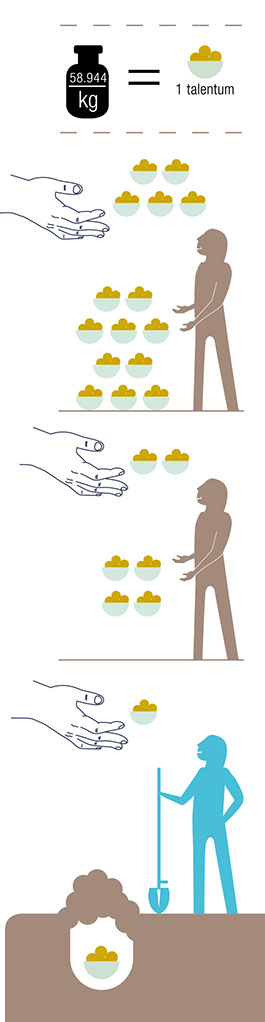 58.944
kg
=
1 talentum